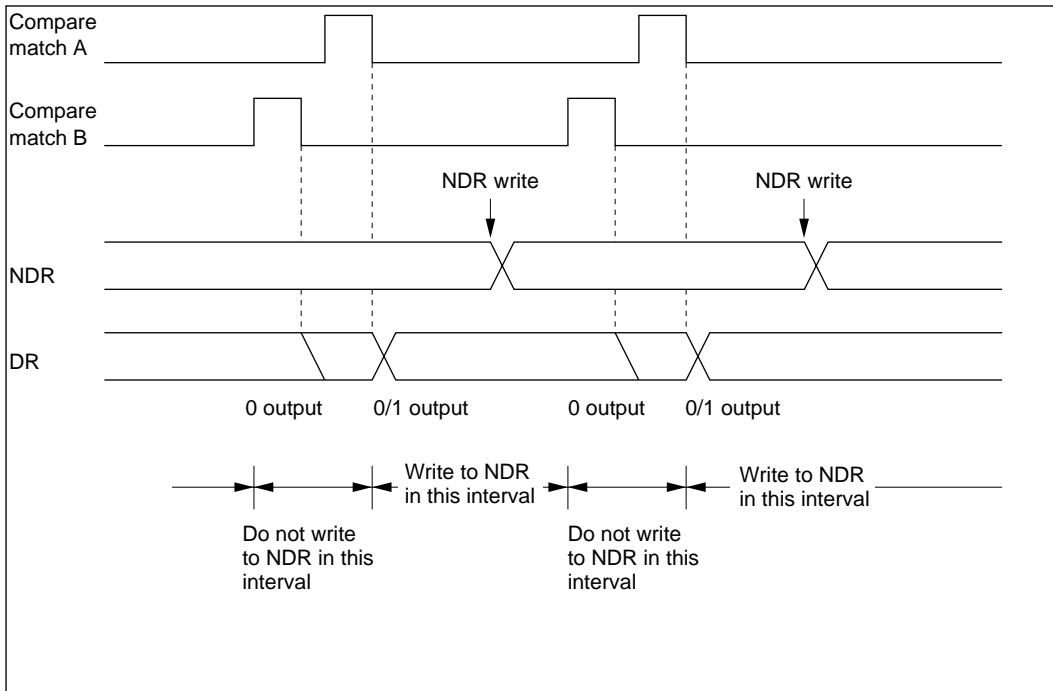 Compare
match A
Compare
match B
NDR write
NDR write
NDR
DR
0 output
0/1 output
0 output
0/1 output
Write to NDR
in this interval
Write to NDR
in this interval
Do not write
to NDR in this
interval
Do not write
to NDR in this
interval